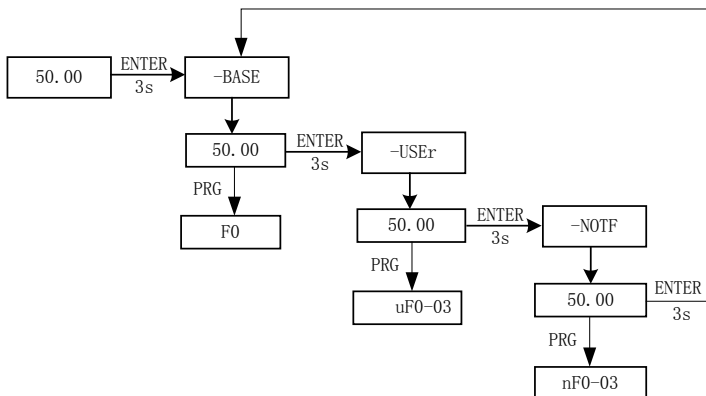 50.00
ENTER
3s
-BASE
50.00
ENTER
3s
-USEr
PRG
F0
50.00
ENTER
3s
-NOTF
PRG
uF0-03
50.00
ENTER
3s
PRG
nF0-03